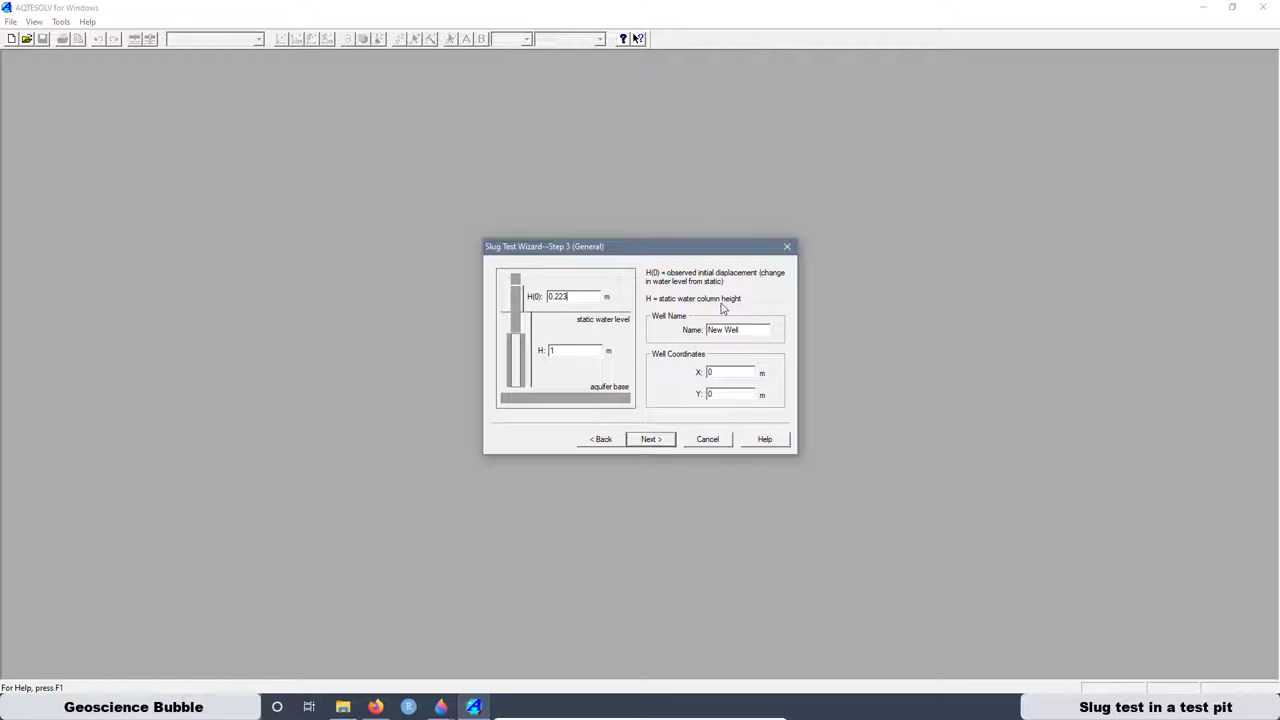 AQTESOLV for Windows
File View Tools Help
Slug Test Wizard--Step 3 (General)
H(0): 0.223 m
static water level
H: 1 m
aquifer base
H(0) = observed initial displacement (change
in water level from static)
H = static water column height
Well Name
Name: New Well
Well Coordinates
X: 0 m
Y: 0 m
< Back Next > Cancel Help
For Help, press F1
Geoscience Bubble
Slug test in a test pit